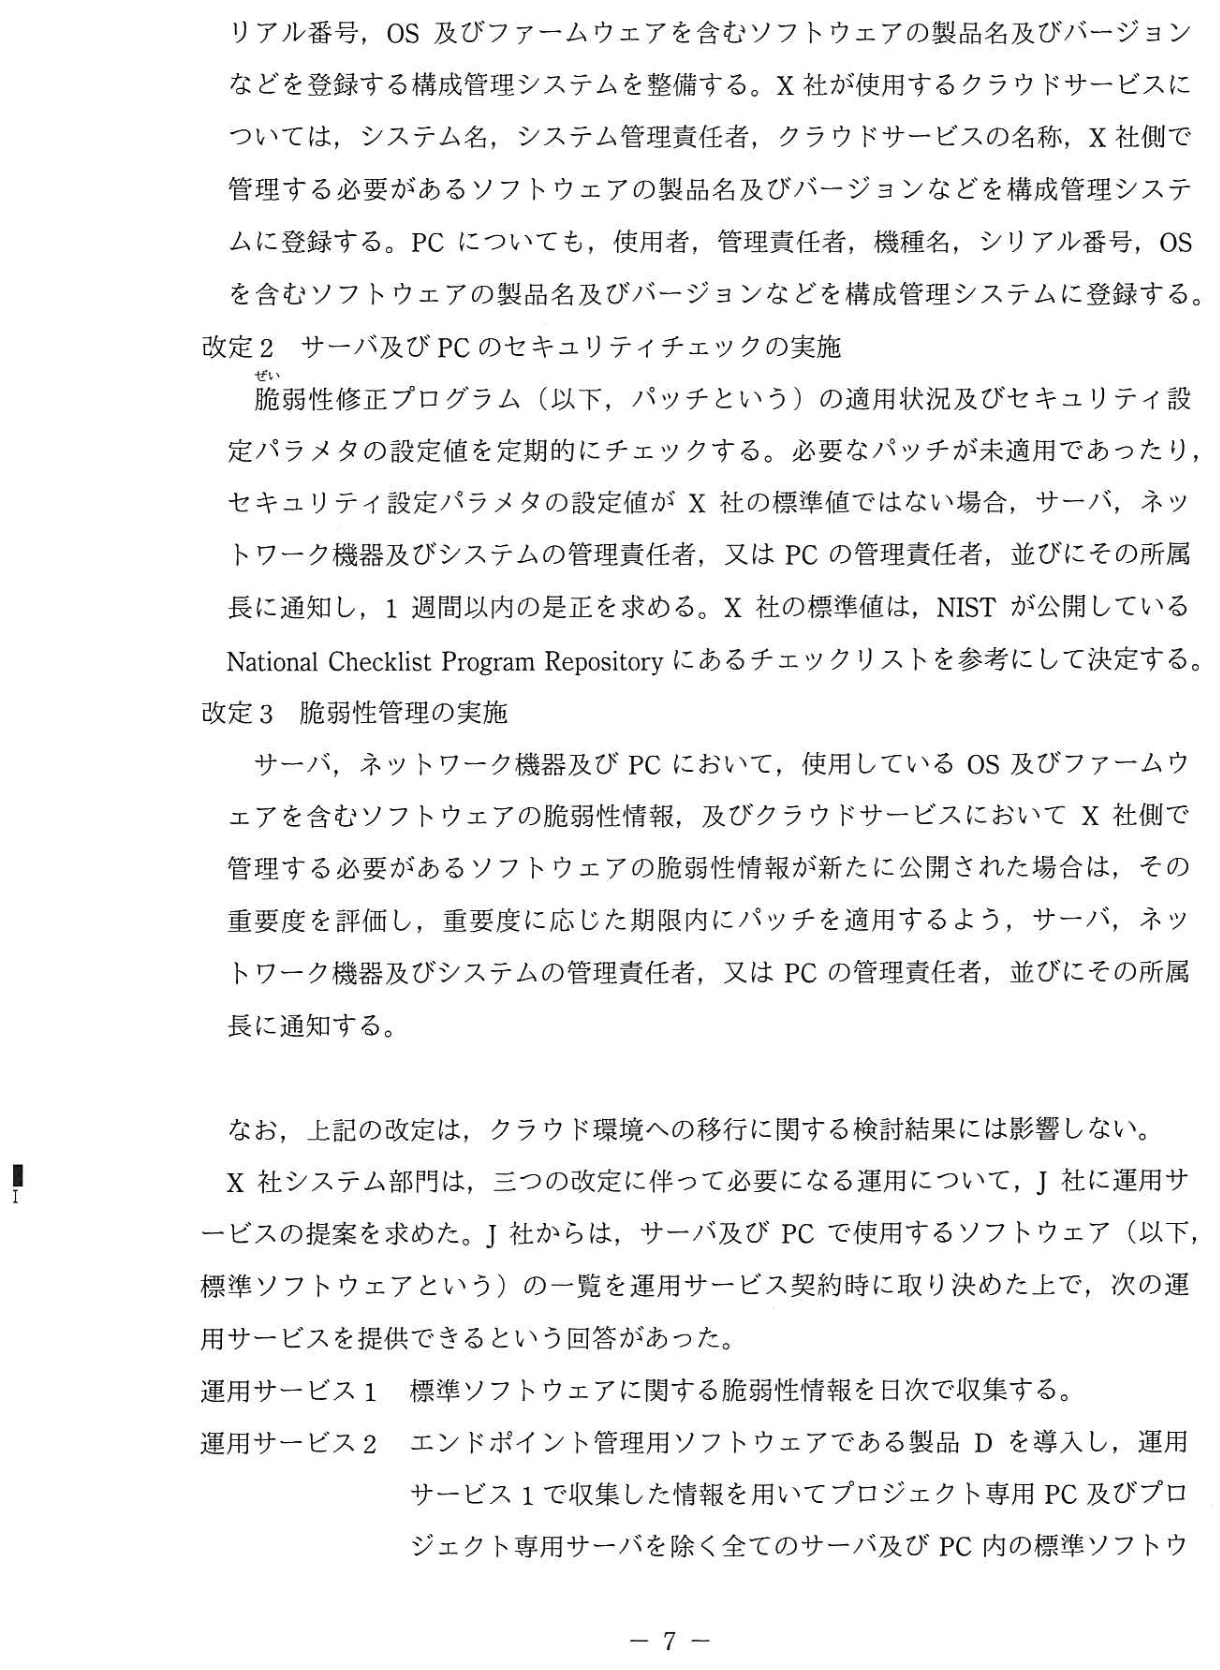 リアル番号，OS 及びファームウェアを含むソフトウェアの製品名及びバージョン
などを登録する構成管理システムを整備する。X 社が使用するクラウドサービスに
ついては，システム名，システム管理責任者，クラウドサービスの名称，X 社側で
管理する必要があるソフトウェアの製品名及びバージョンなどを構成管理システ
ムに登録する。PC についても，使用者，管理責任者，機種名，シリアル番号，OS
を含むソフトウェアの製品名及びバージョンなどを構成管理システムに登録する。
改定2　サーバ及び PC のセキュリティチェックの実施
ぜい
脆弱性修正プログラム（以下，パッチという）の適用状況及びセキュリティ設
定パラメタの設定値を定期的にチェックする。必要なパッチが未適用であったり，
セキュリティ設定パラメタの設定値が X 社の標準値ではない場合，サーバ，ネッ
トワーク機器及びシステムの管理責任者，又は PC の管理責任者，並びにその所属
長に通知し，1 週間以内の是正を求める。X 社の標準値は，NIST が公開している
National Checklist Program Repository にあるチェックリストを参考にして決定する。
改定3　脆弱性管理の実施
サーバ，ネットワーク機器及び PC において，使用している OS 及びファームウ
ェアを含むソフトウェアの脆弱性情報，及びクラウドサービスにおいて X 社側で
管理する必要があるソフトウェアの脆弱性情報が新たに公開された場合は，その
重要度を評価し，重要度に応じた期限内にパッチを適用するよう，サーバ，ネッ
トワーク機器及びシステムの管理責任者，又は PC の管理責任者，並びにその所属
長に通知する。
なお，上記の改定は，クラウド環境への移行に関する検討結果には影響しない。
X 社システム部門は，三つの改定に伴って必要になる運用について，J 社に運用サ
ービスの提案を求めた。J 社からは，サーバ及び PC で使用するソフトウェア（以下，
標準ソフトウェアという）の一覧を運用サービス契約時に取り決めた上で，次の運
用サービスを提供できるという回答があった。
運用サービス1　標準ソフトウェアに関する脆弱性情報を日次で収集する。
運用サービス2　エンドポイント管理用ソフトウェアである製品 D を導入し，運用
サービス1で収集した情報を用いてプロジェクト専用 PC 及びプロ
ジェクト専用サーバを除く全てのサーバ及び PC 内の標準ソフトウ
－ 7 －